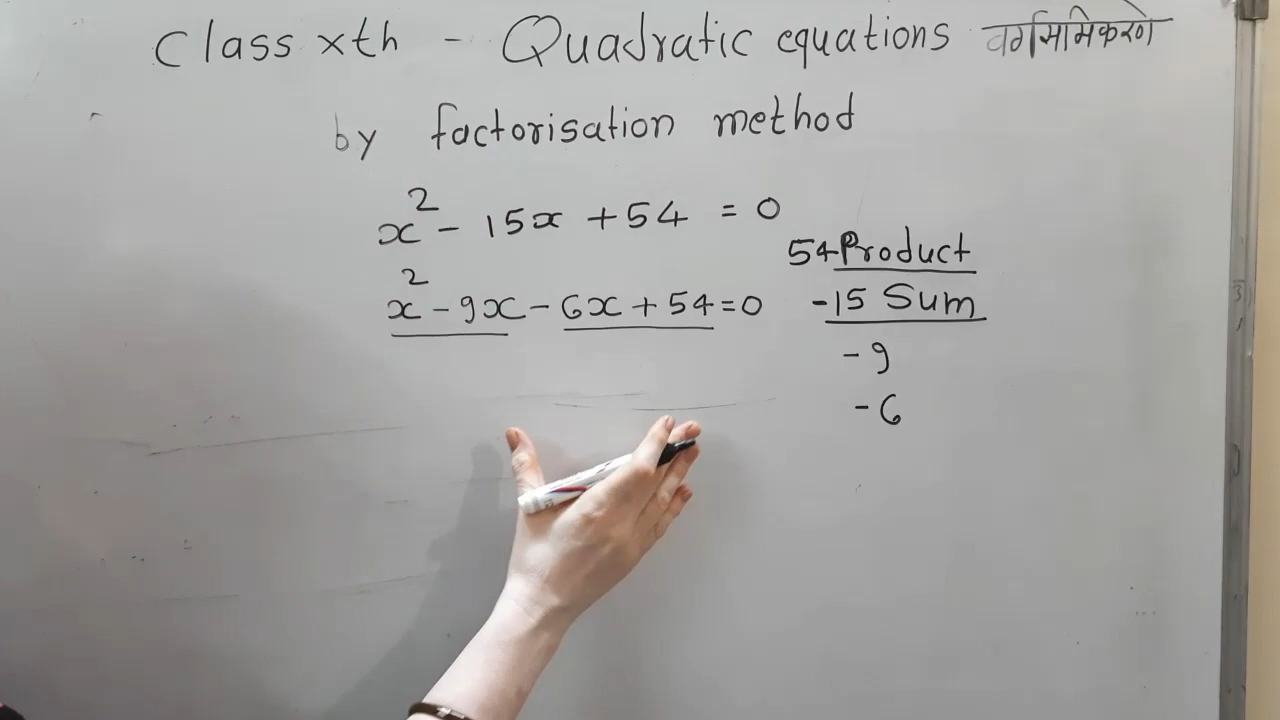 Class xth - Quadratic equations वर्गसमिकरणे
by factorisation method
x² - 15x + 54 = 0
54 Product
x² - 9x - 6x + 54 = 0
-15 Sum
-9
-6